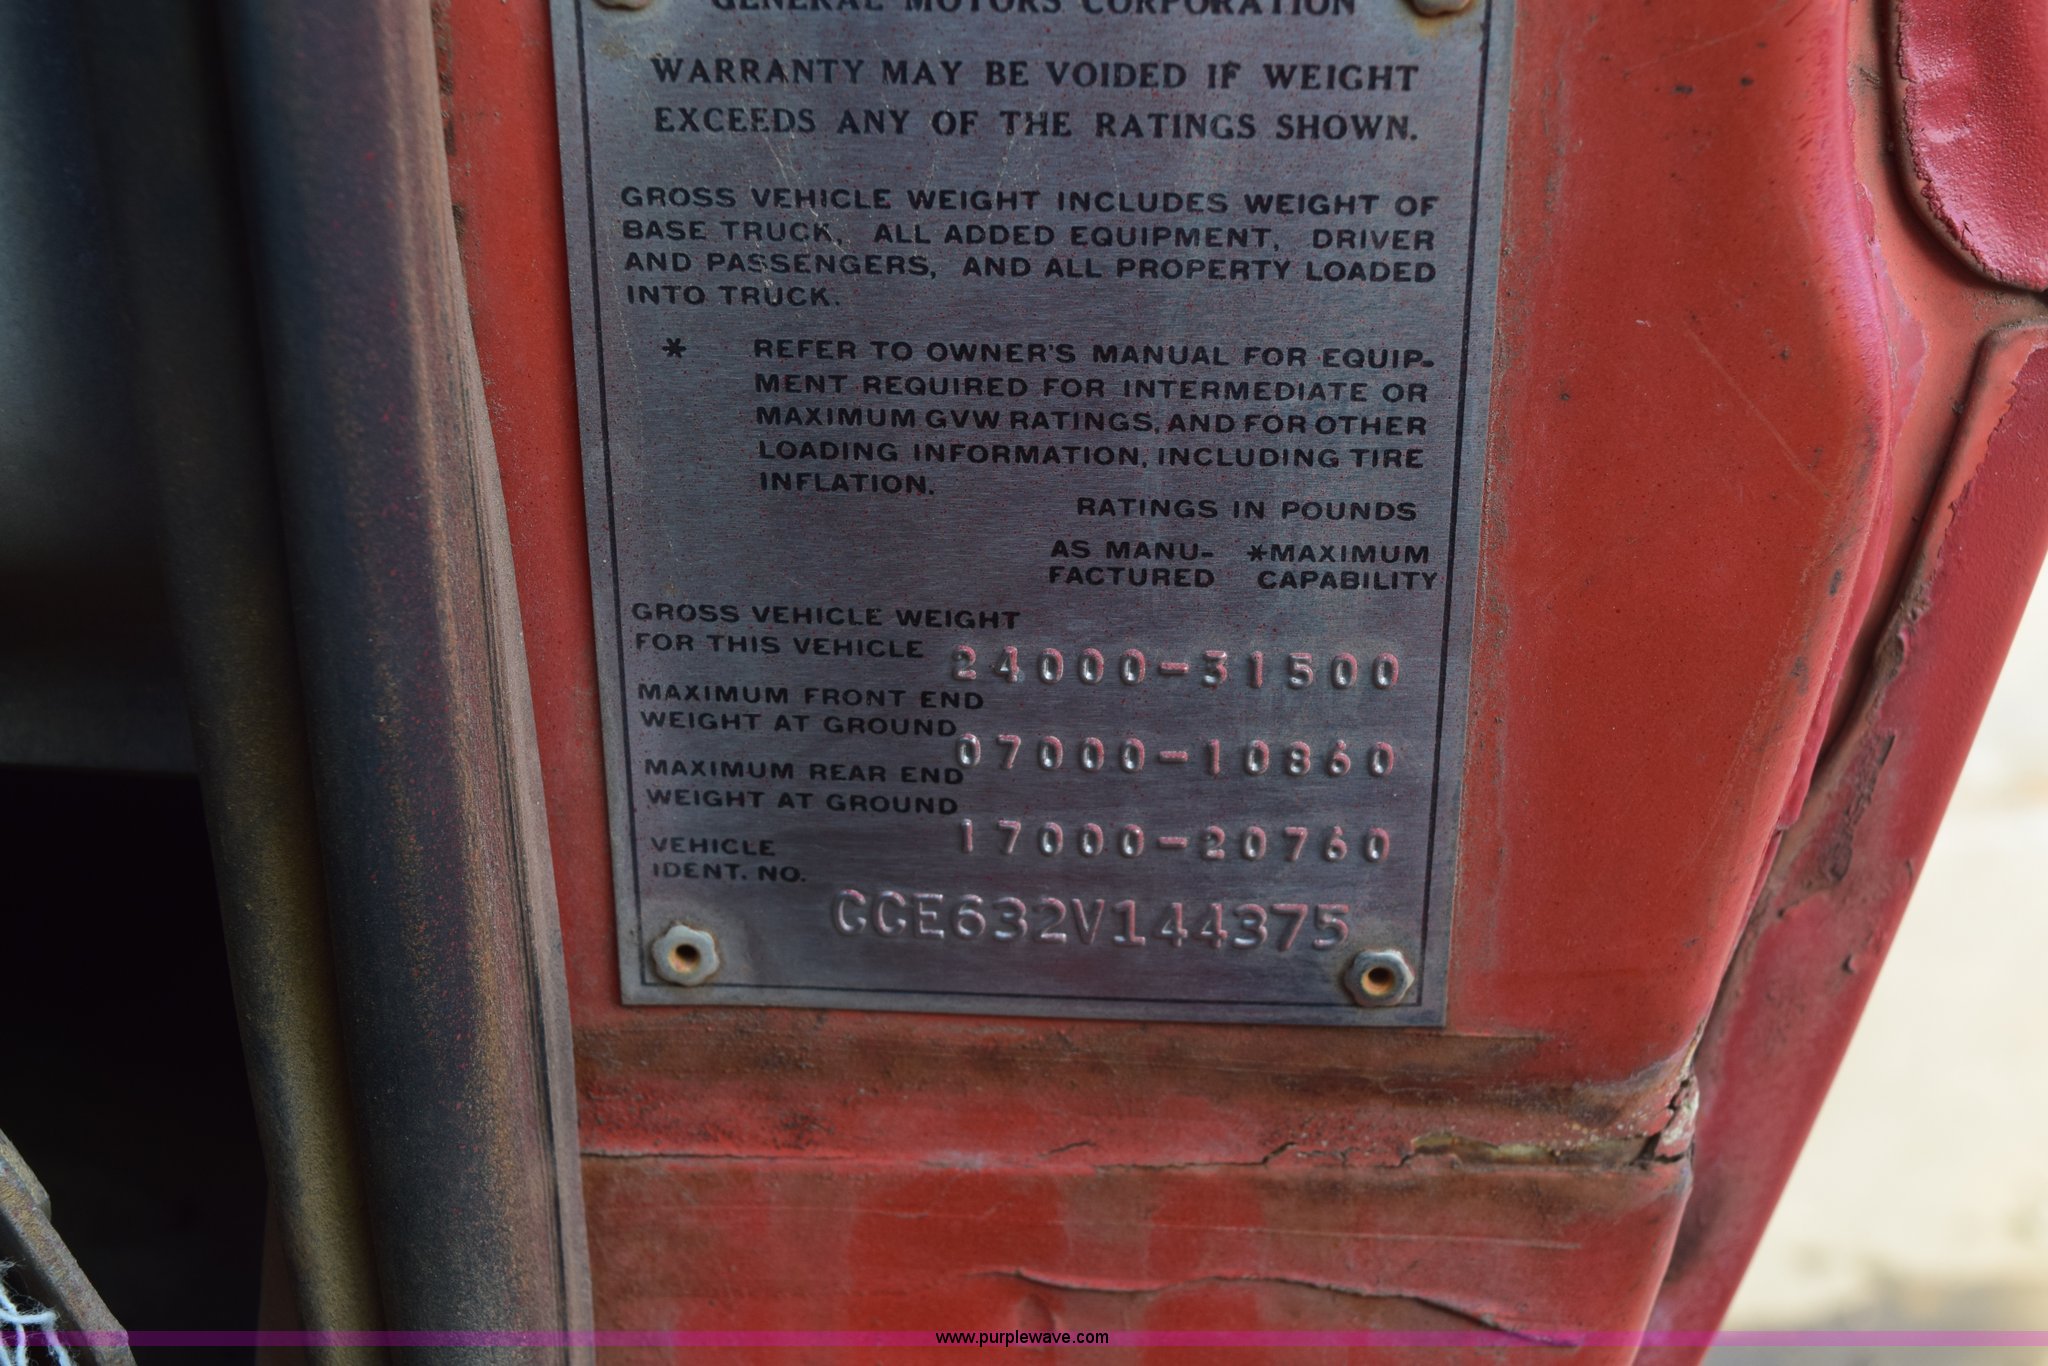 GENERAL MOTORS CORPORATION
WARRANTY MAY BE VOIDED IF WEIGHT
EXCEEDS ANY OF THE RATINGS SHOWN.
GROSS VEHICLE WEIGHT INCLUDES WEIGHT OF
BASE TRUCK, ALL ADDED EQUIPMENT, DRIVER
AND PASSENGERS, AND ALL PROPERTY LOADED
INTO TRUCK.
* REFER TO OWNER'S MANUAL FOR EQUIP-
MENT REQUIRED FOR INTERMEDIATE OR
MAXIMUM GVW RATINGS, AND FOR OTHER
LOADING INFORMATION, INCLUDING TIRE
INFLATION.
RATINGS IN POUNDS
AS MANU- *MAXIMUM
FACTURED CAPABILITY
GROSS VEHICLE WEIGHT
FOR THIS VEHICLE 24000-31500
MAXIMUM FRONT END
WEIGHT AT GROUND 07000-10860
MAXIMUM REAR END
WEIGHT AT GROUND 17000-20760
VEHICLE
IDENT. NO. CCE632V144375
www.purplewave.com